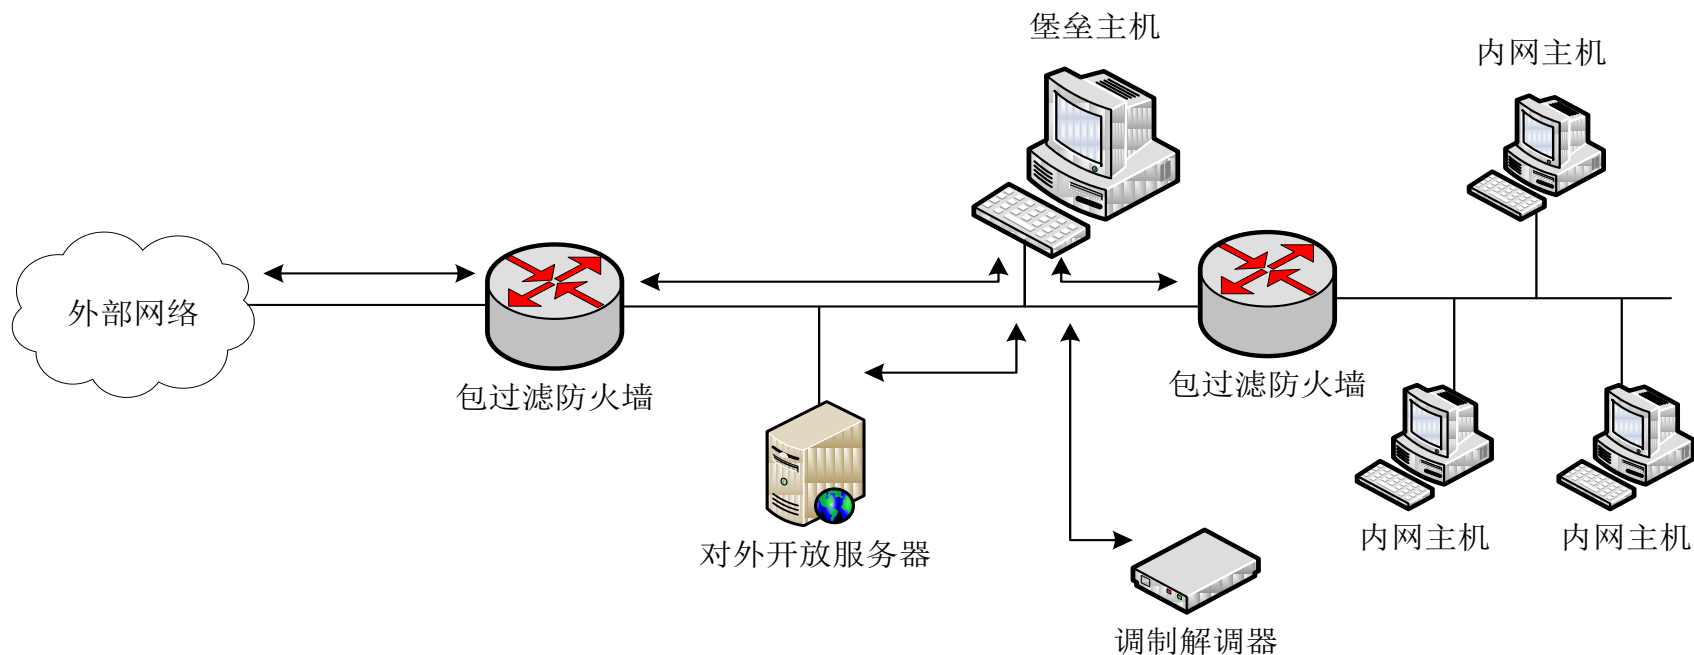 堡垒主机
内网主机
外部网络
包过滤防火墙
包过滤防火墙
对外开放服务器
内网主机
内网主机
调制解调器